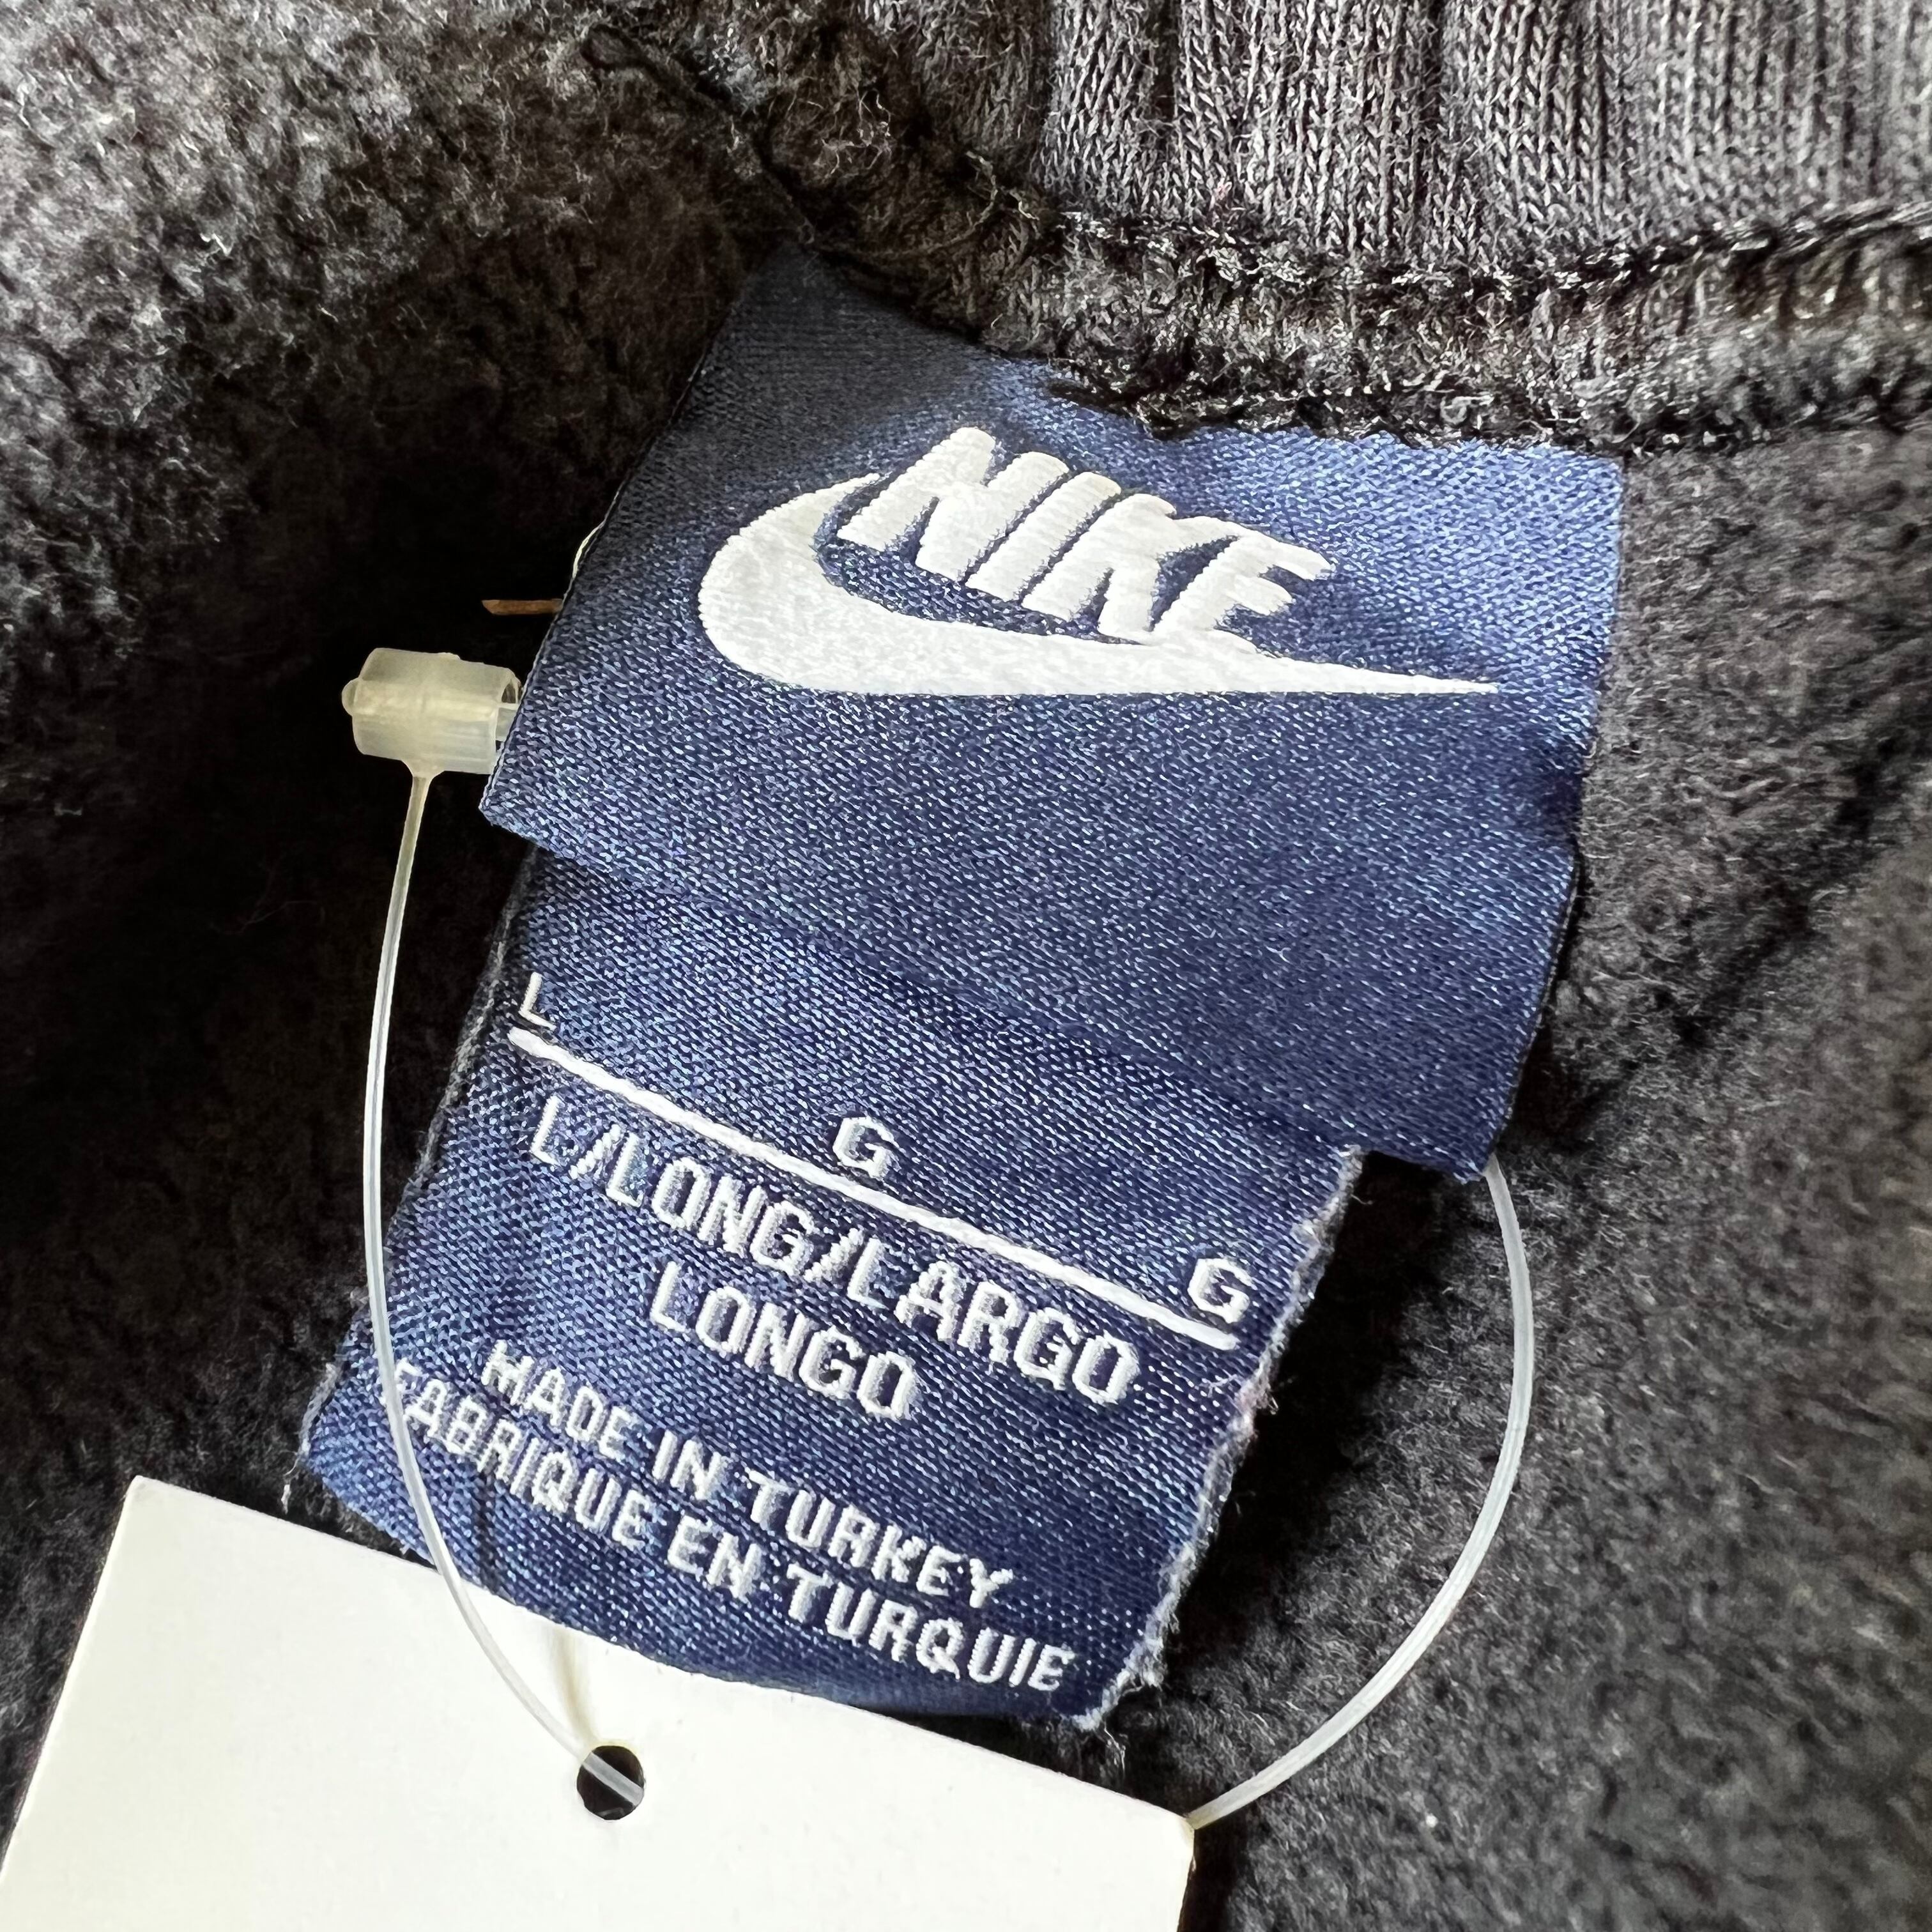 NIKE
L G G
L/LONG/LARGO
LONGO
MADE IN TURKEY
FABRIQUE EN TURQUIE